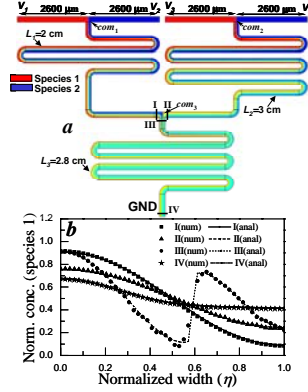 V₁ 2600 µm 2600 µm V₂ 2600 µm 2600 µm V₃
com₁ com₂
L₁=2 cm
Species 1
Species 2
I II com₃
III
L₂=3 cm
a
L₃=2.8 cm
GND IV
b
I(num) I(anal)
II(num) II(anal)
III(num) III(anal)
IV(num) IV(anal)
Norm. conc. (species 1)
1.0
0.8
0.6
0.4
0.2
0.0
0.0 0.2 0.4 0.6 0.8 1.0
Normalized width (η)